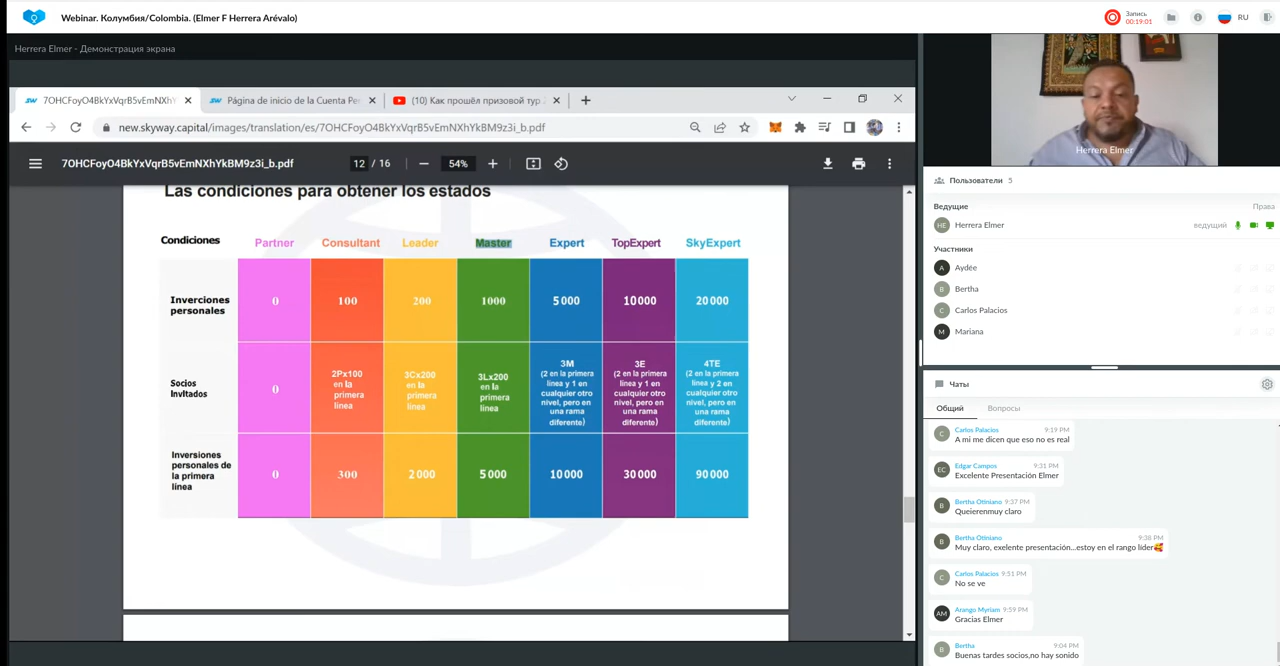 Webinar. Колумбия/Colombia. (Elmer F Herrera Arévalo)
Запись
00:19:01
RU
Herrera Elmer - Демонстрация экрана
7OHCFoyO4BkYxVqrB5vEmNXhY
Página de inicio de la Cuenta Pe
(10) Как прошёл призовой тур
new.skyway.capital/images/translation/es/7OHCFoyO4BkYxVqrB5vEmNXhYkBM9z3i_b.pdf
7OHCFoyO4BkYxVqrB5vEmNXhYkBM9z3i_b.pdf
12 / 16
54%
Las condiciones para obtener los estados
Condiciones Partner Consultant Leader Master Expert TopExpert SkyExpert
Inverciones
personales
0 100 200 1000 5 000 10 000 20 000
Socios
Invitados
0
2Px100
en la
primera
línea
3Cx200
en la
primera
línea
3Lx200
en la
primera
línea
3M
(2 en la primera
línea y 1 en
cualquier otro
nivel, pero en
una rama
diferente)
3E
(2 en la primera
línea y 1 en
cualquier otro
nivel, pero en
una rama
diferente)
4TE
(2 en la primera
línea y 2 en
cualquier otro
nivel, pero en
una rama
diferente)
Inversiones
personales de
la primera
línea
0 300 2 000 5 000 10 000 30 000 90 000
Herrera Elmer
Пользователи 5
Ведущие Права
HE Herrera Elmer ведущий
Участники
A Aydée
B Bertha
C Carlos Palacios
M Mariana
Чаты
Общий Вопросы
C Carlos Palacios 9:19 PM
A mi me dicen que eso no es real
EC Edgar Campos 9:31 PM
Excelente Presentación Elmer
B Bertha Otiniano 9:37 PM
Queierenmuy claro
B Bertha Otiniano 9:38 PM
Muy claro, exelente presentación...estoy en el rango líder🥰
C Carlos Palacios 9:51 PM
No se ve
AM Arango Myriam 9:59 PM
Gracias Elmer
B Bertha 9:04 PM
Buenas tardes socios,no hay sonido